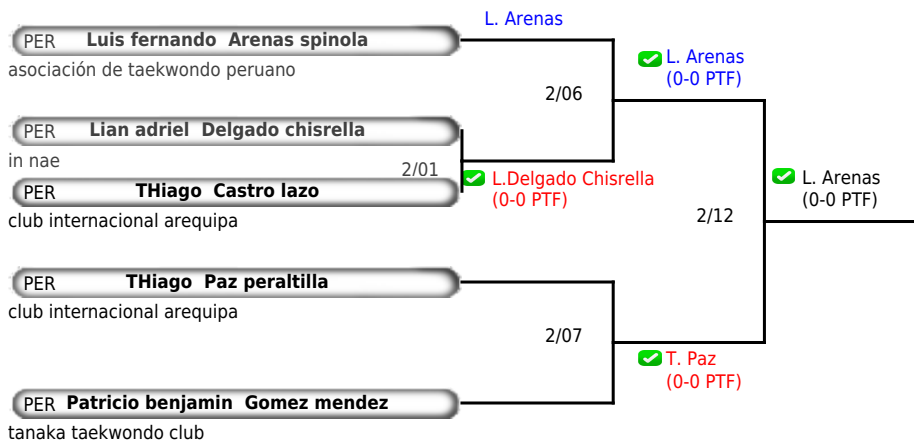 L. Arenas
PER Luis fernando Arenas spinola
asociación de taekwondo peruano
L. Arenas
(0-0 PTF)
2/06
PER Lian adriel Delgado chisrella
in nae
2/01
L.Delgado Chisrella
(0-0 PTF)
PER THiago Castro lazo
club internacional arequipa
L. Arenas
(0-0 PTF)
2/12
PER THiago Paz peraltilla
club internacional arequipa
2/07
T. Paz
(0-0 PTF)
PER Patricio benjamin Gomez mendez
tanaka taekwondo club